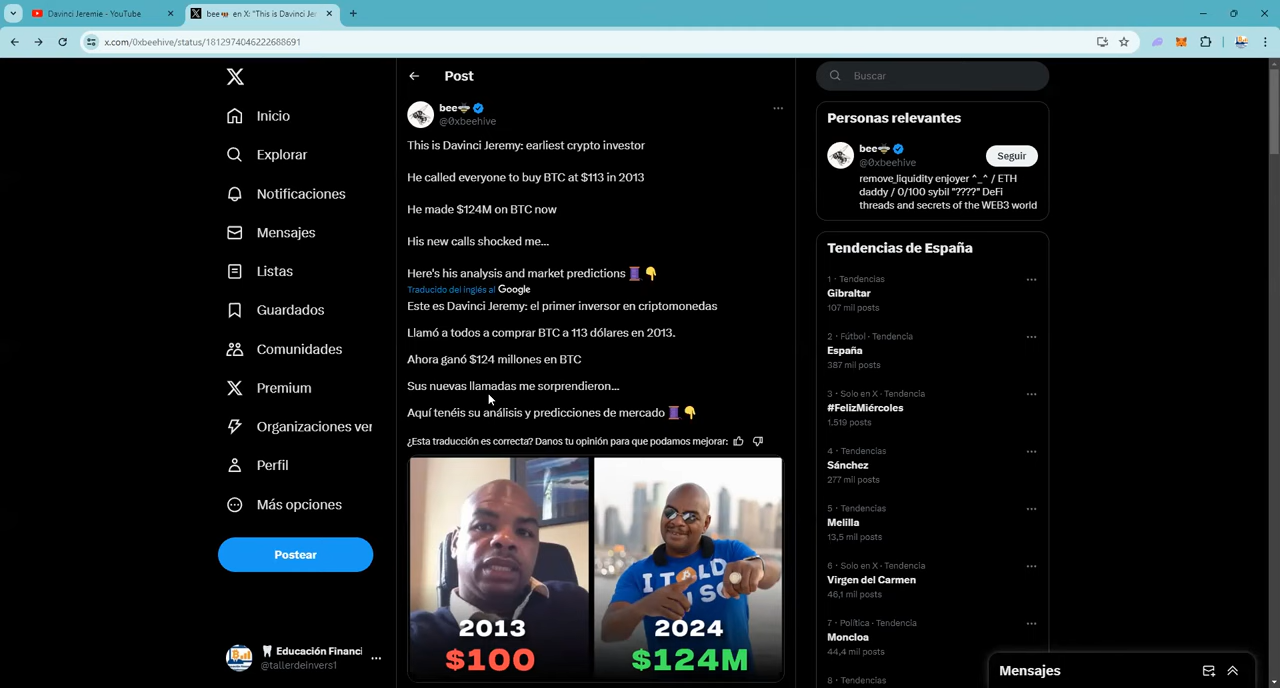 Davinci Jeremie - YouTube
bee en X: "This is Davinci Jer
x.com/0xbeehive/status/1812974046222688691
Inicio
Explorar
Notificaciones
Mensajes
Listas
Guardados
Comunidades
Premium
Organizaciones ver
Perfil
Más opciones
Postear
Educación Financi
@tallerdeinvers1
Post
bee
@0xbeehive
This is Davinci Jeremy: earliest crypto investor
He called everyone to buy BTC at $113 in 2013
He made $124M on BTC now
His new calls shocked me...
Here's his analysis and market predictions 🧵👇
Traducido del inglés al Google
Este es Davinci Jeremy: el primer inversor en criptomonedas
Llamó a todos a comprar BTC a 113 dólares en 2013.
Ahora ganó $124 millones en BTC
Sus nuevas llamadas me sorprendieron...
Aquí tenéis su análisis y predicciones de mercado 🧵👇
¿Esta traducción es correcta? Danos tu opinión para que podamos mejorar:
I TOLD
SO
2013
$100
2024
$124M
Buscar
Personas relevantes
bee
@0xbeehive
Seguir
remove_liquidity enjoyer ^_^ / ETH
daddy / 0/100 sybil "????" DeFi
threads and secrets of the WEB3 world
Tendencias de España
1 · Tendencias
Gibraltar
107 mil posts
2 · Fútbol · Tendencia
España
387 mil posts
3 · Solo en X · Tendencia
#FelizMiércoles
1.519 posts
4 · Tendencias
Sánchez
277 mil posts
5 · Tendencias
Melilla
13,5 mil posts
6 · Solo en X · Tendencia
Virgen del Carmen
46,1 mil posts
7 · Política · Tendencia
Moncloa
44,4 mil posts
8 · Tendencias
Mensajes